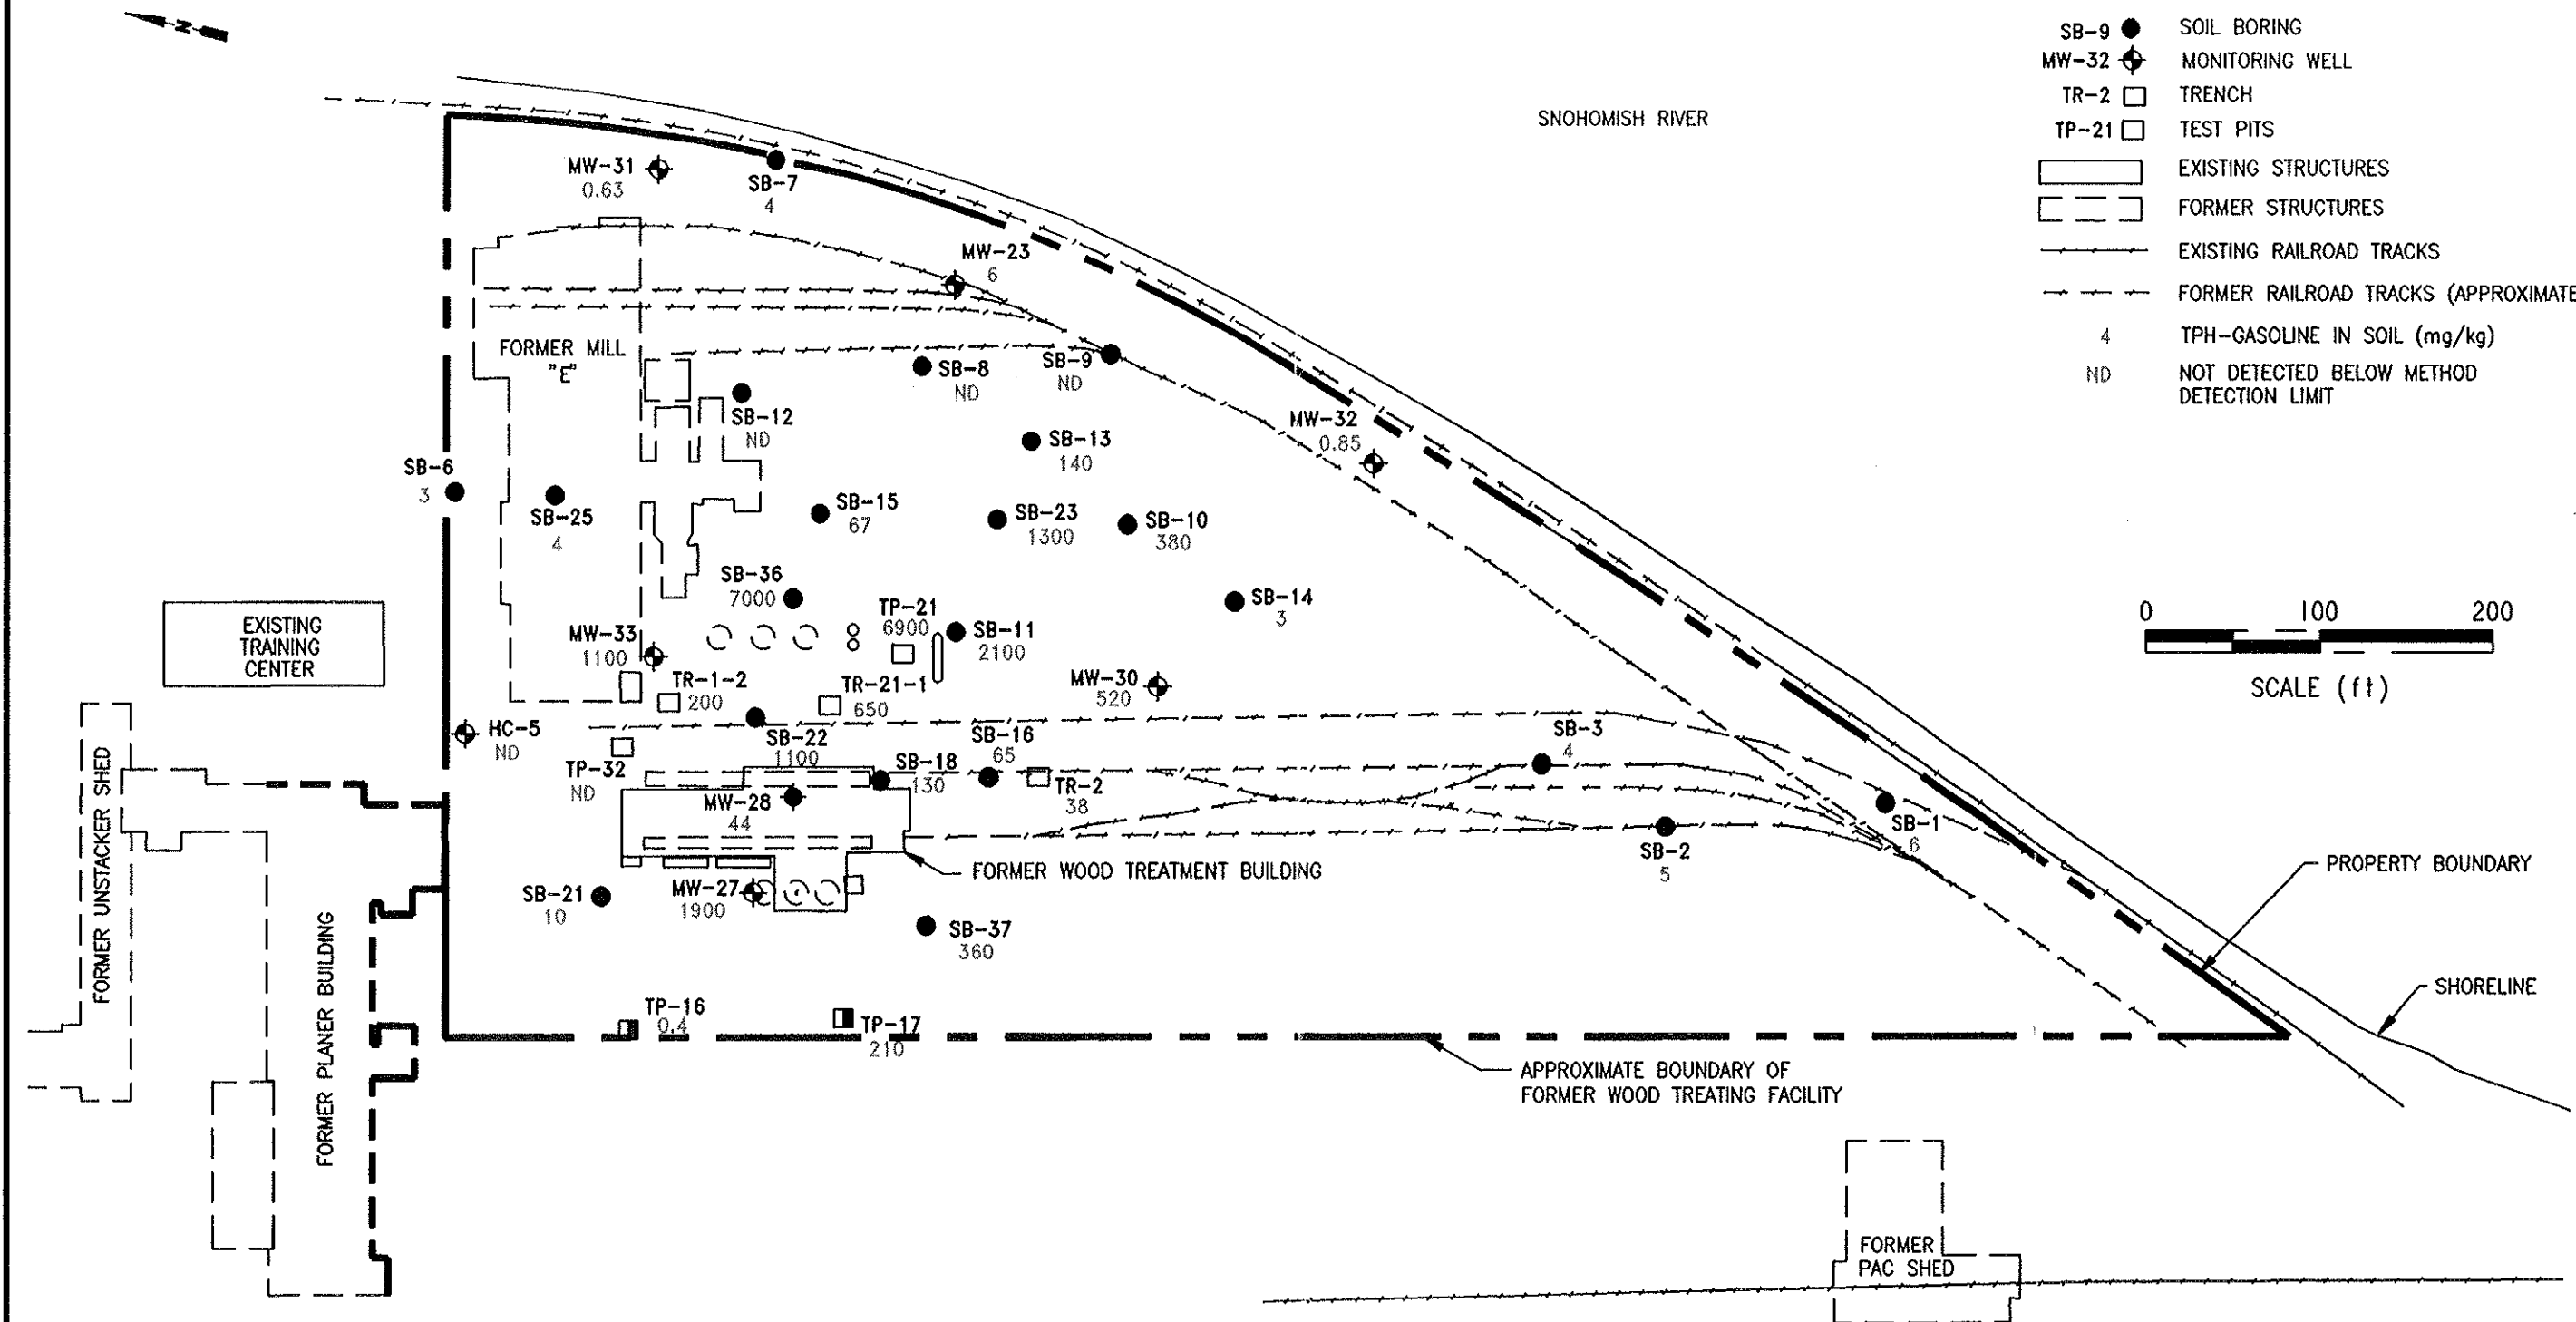 N
SNOHOMISH RIVER
SB-9 SOIL BORING
MW-32 MONITORING WELL
TR-2 TRENCH
TP-21 TEST PITS
EXISTING STRUCTURES
FORMER STRUCTURES
EXISTING RAILROAD TRACKS
FORMER RAILROAD TRACKS (APPROXIMATE
4 TPH-GASOLINE IN SOIL (mg/kg)
ND NOT DETECTED BELOW METHOD
DETECTION LIMIT
MW-31
0.63
SB-7
4
MW-23
6
FORMER MILL
"E"
SB-8
ND
SB-9
ND
SB-12
ND
MW-32
0.85
SB-13
140
SB-6
3
SB-25
4
SB-15
67
SB-23
1300
SB-10
380
SB-36
7000
SB-14
3
TP-21
6900
SB-11
2100
EXISTING
TRAINING
CENTER
MW-33
1100
0 100 200
SCALE (ft)
TR-1-2
200
TR-21-1
650
MW-30
520
HC-5
ND
SB-22
1100
SB-16
65
SB-3
4
TP-32
ND
SB-18
130
TR-2
38
MW-28
44
SB-1
6
SB-2
5
FORMER WOOD TREATMENT BUILDING
PROPERTY BOUNDARY
SB-21
10
MW-27
1900
SB-37
360
FORMER UNSTACKER SHED
FORMER PLANER BUILDING
SHORELINE
TP-16
0.4
TP-17
210
APPROXIMATE BOUNDARY OF
FORMER WOOD TREATING FACILITY
FORMER
PAC SHED